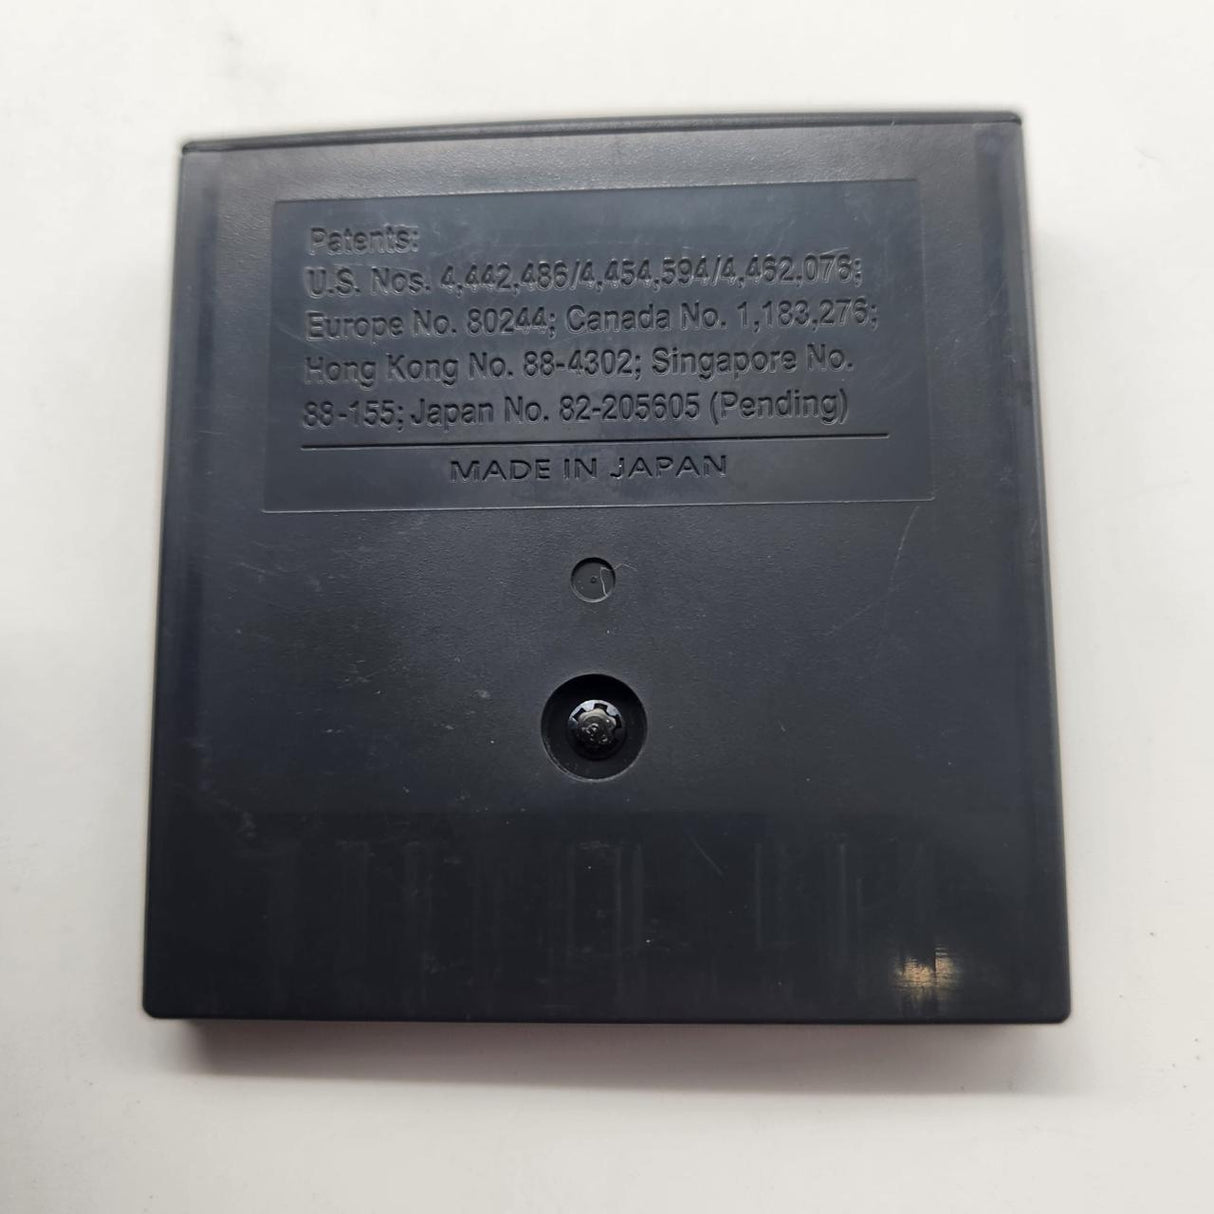 Patents:
U.S. Nos. 4,442,486/4,454,594/4,462,076;
Europe No. 80244; Canada No. 1,183,276;
Hong Kong No. 88-4302; Singapore No.
88-155; Japan No. 82-205605 (Pending)
MADE IN JAPAN